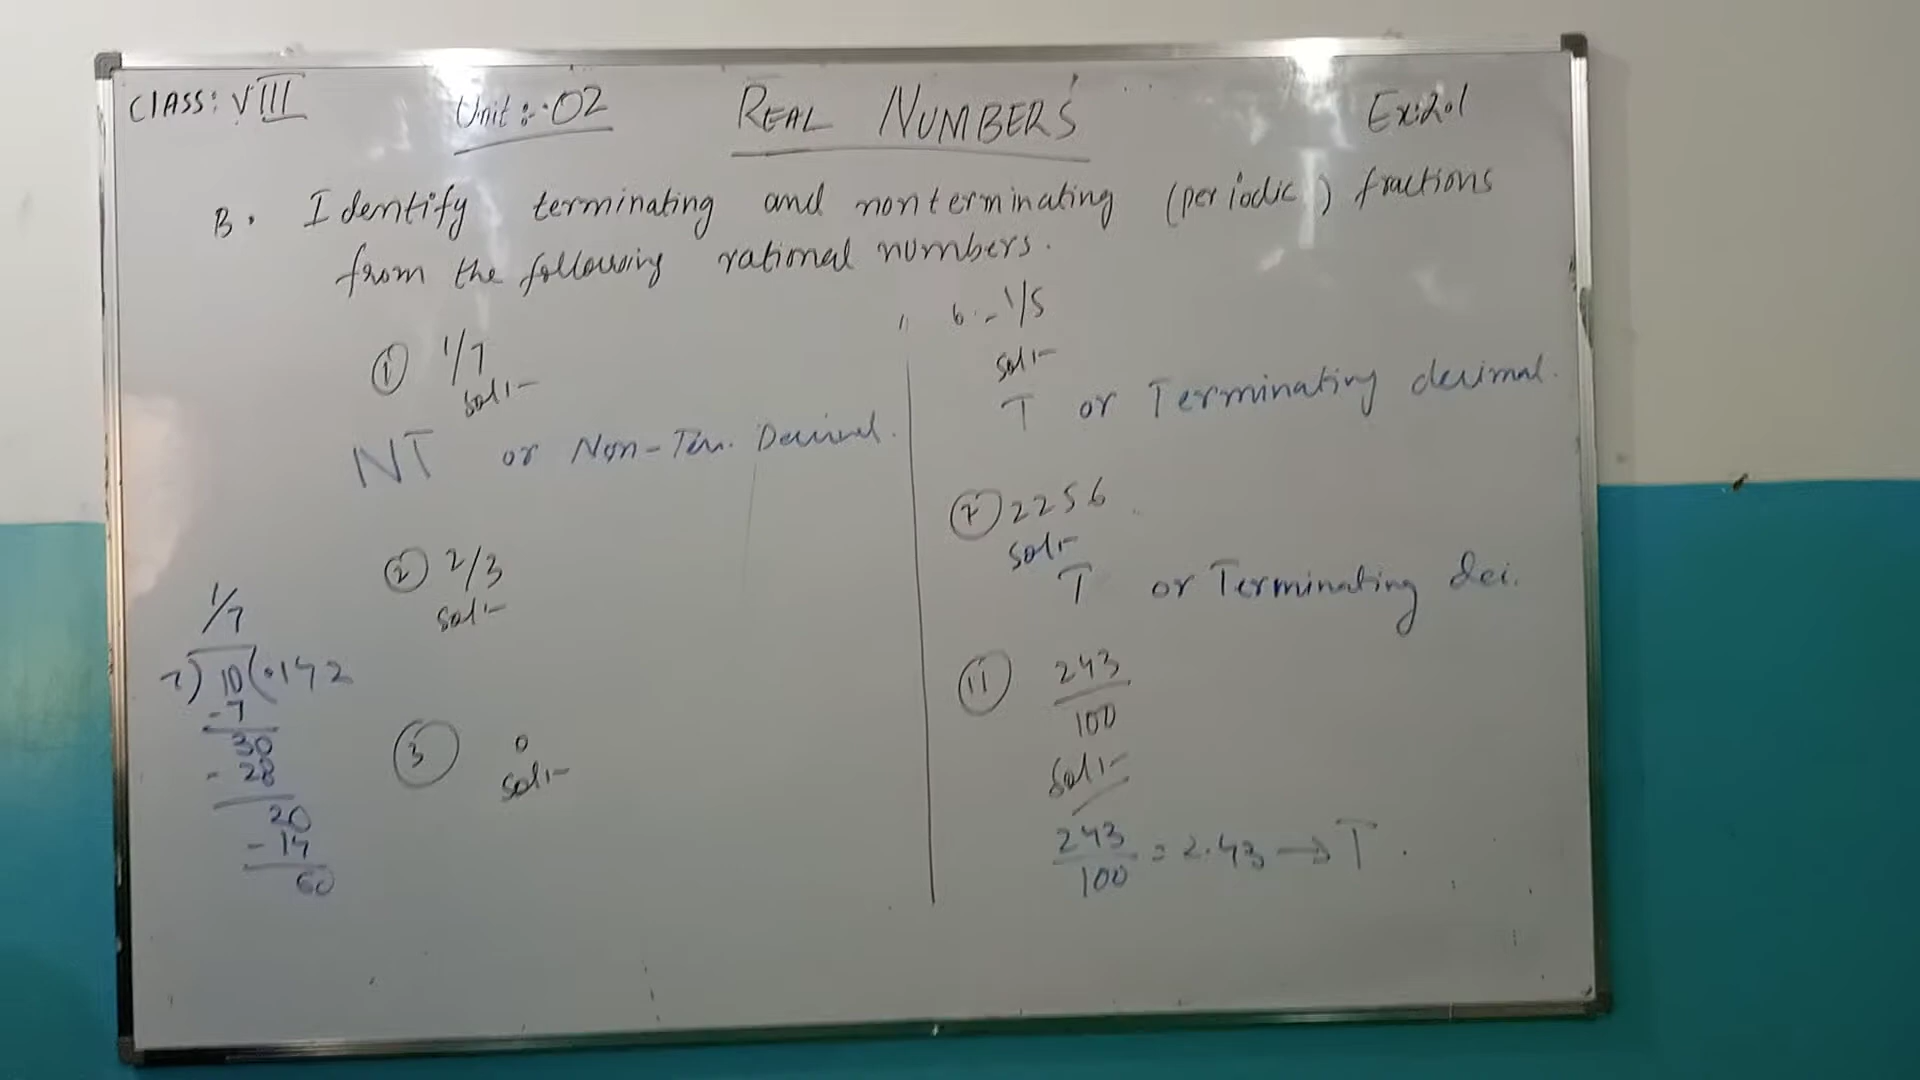 CLASS: VIII Unit:-02 REAL NUMBERS Ex:2.1
B. Identify terminating and nonterminating (periodic) fractions
from the following rational numbers.
① 1/7
sol:-
NT or Non-Ter. Decimal.
② 2/3
sol:-
③ 0
sol:-
1/7
7) 10 (.142
-7
30
- 28
20
- 14
60
6. -1/5
sol:-
T or Terminating decimal.
⑦ 2256
sol:-
T or Terminating dei.
⑪ 243
100
Sol:-
243
100 = 2.43 → T.